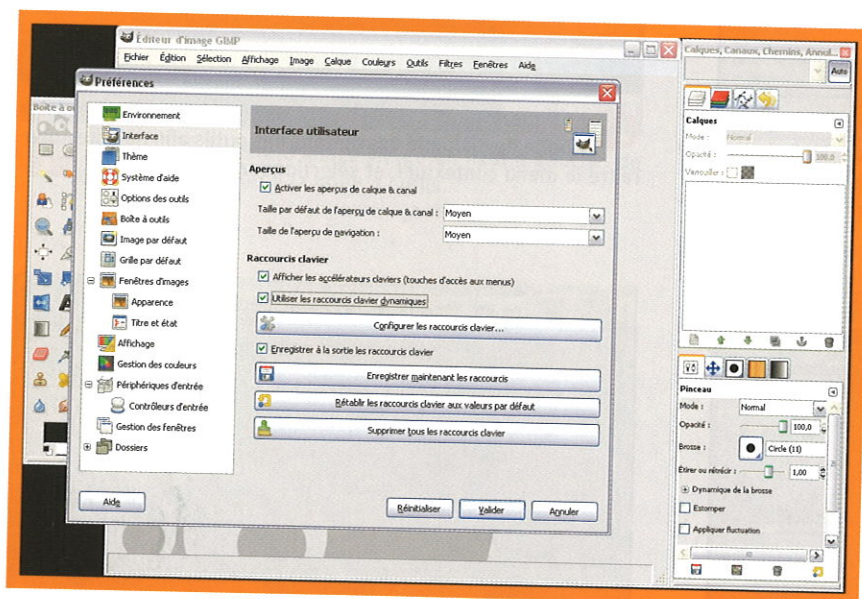 Éditeur d'image GIMP
Fichier Édition Sélection Affichage Image Calque Couleurs Outils Filtres Fenêtres Aide
Préférences
Environnement
Interface
Thème
Système d'aide
Options des outils
Boîte à outils
Image par défaut
Grille par défaut
Fenêtres d'images
Apparence
Titre et état
Affichage
Gestion des couleurs
Périphériques d'entrée
Contrôleurs d'entrée
Gestion des fenêtres
Dossiers
Interface utilisateur
Aperçus
Activer les aperçus de calque & canal
Taille par défaut de l'aperçu de calque & canal : Moyen
Taille de l'aperçu de navigation : Moyen
Raccourcis clavier
Afficher les accélérateurs claviers (touches d'accès aux menus)
Utiliser les raccourcis clavier dynamiques
Configurer les raccourcis clavier...
Enregistrer à la sortie les raccourcis clavier
Enregistrer maintenant les raccourcis
Rétablir les raccourcis clavier aux valeurs par défaut
Supprimer tous les raccourcis clavier
Aide
Réinitialiser Valider Annuler
Boîte à
Calques, Canaux, Chemins, Annul...
Auto
Calques
Mode : Normal
Opacité : 100,0
Verrouiller :
Pinceau
Mode : Normal
Opacité : 100,0
Brosse : Circle (11)
Étirer ou rétrécir : 1,00
Dynamique de la brosse
Estomper
Appliquer fluctuation